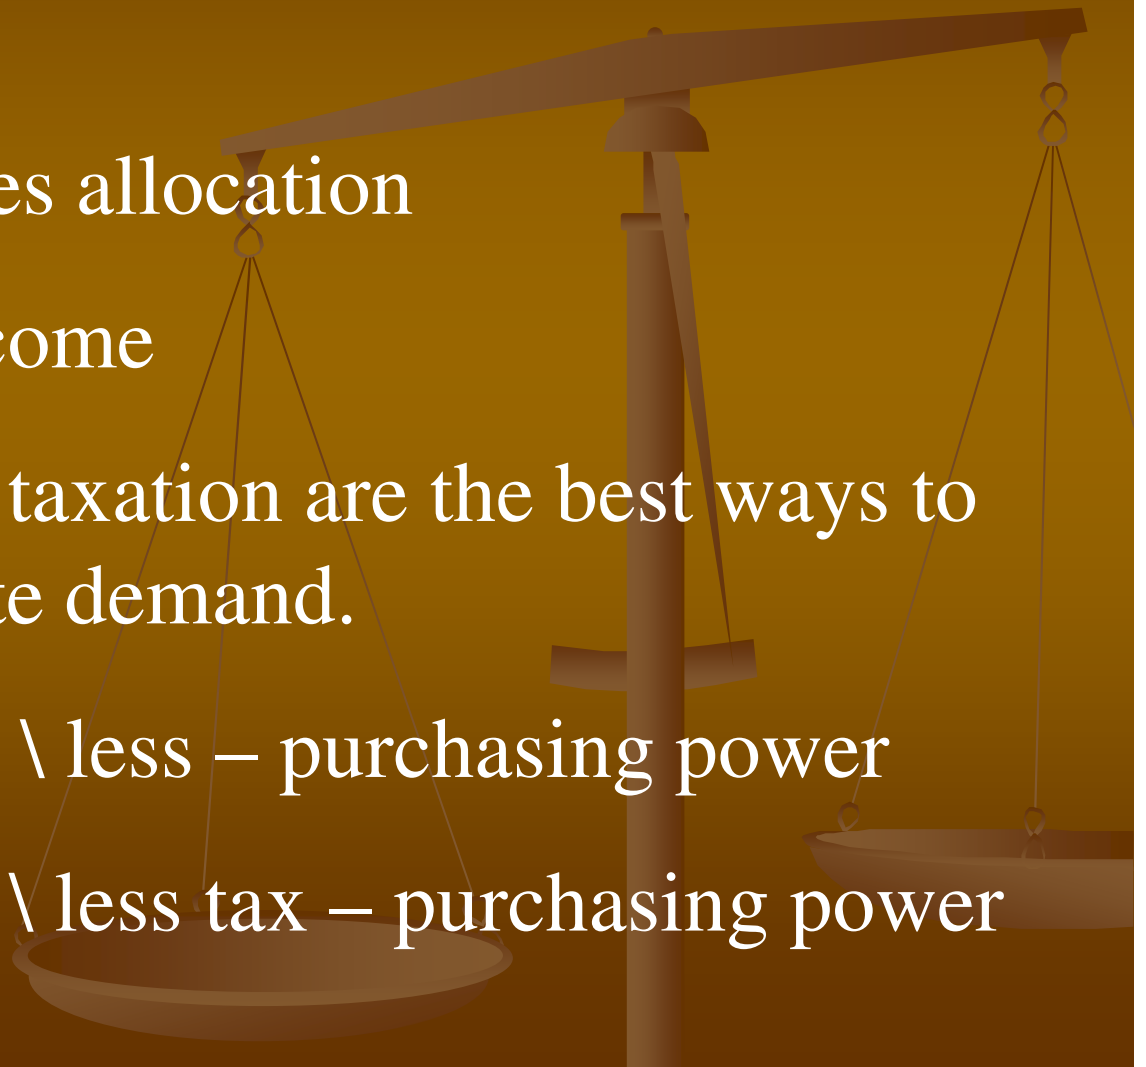 es allocation
come
taxation are the best ways to
te demand.
\ less – purchasing power
\ less tax – purchasing power